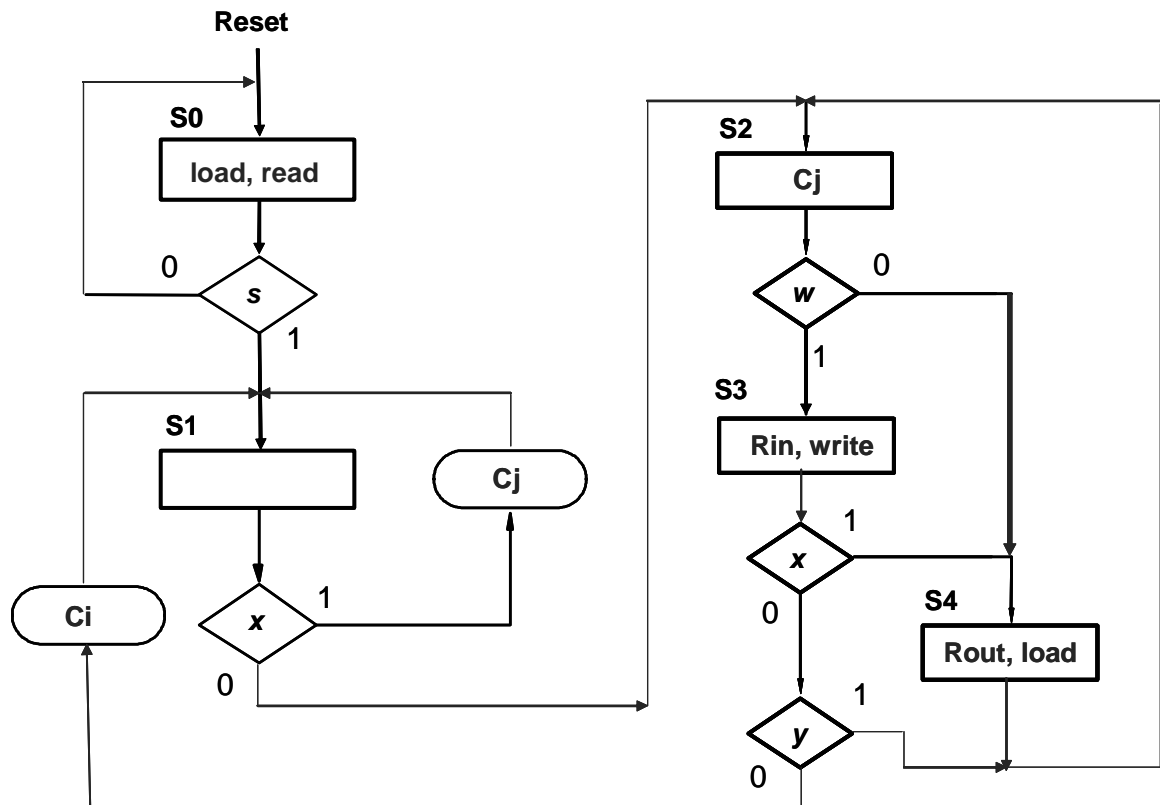 Reset
S0
load, read
0
s
1
S1
Cj
Ci
x
1
0
S2
Cj
w
0
1
S3
Rin, write
x
1
0
S4
Rout, load
y
1
0